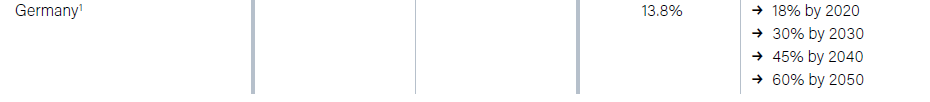 Germany¹ 13.8% → 18% by 2020
→ 30% by 2030
→ 45% by 2040
→ 60% by 2050